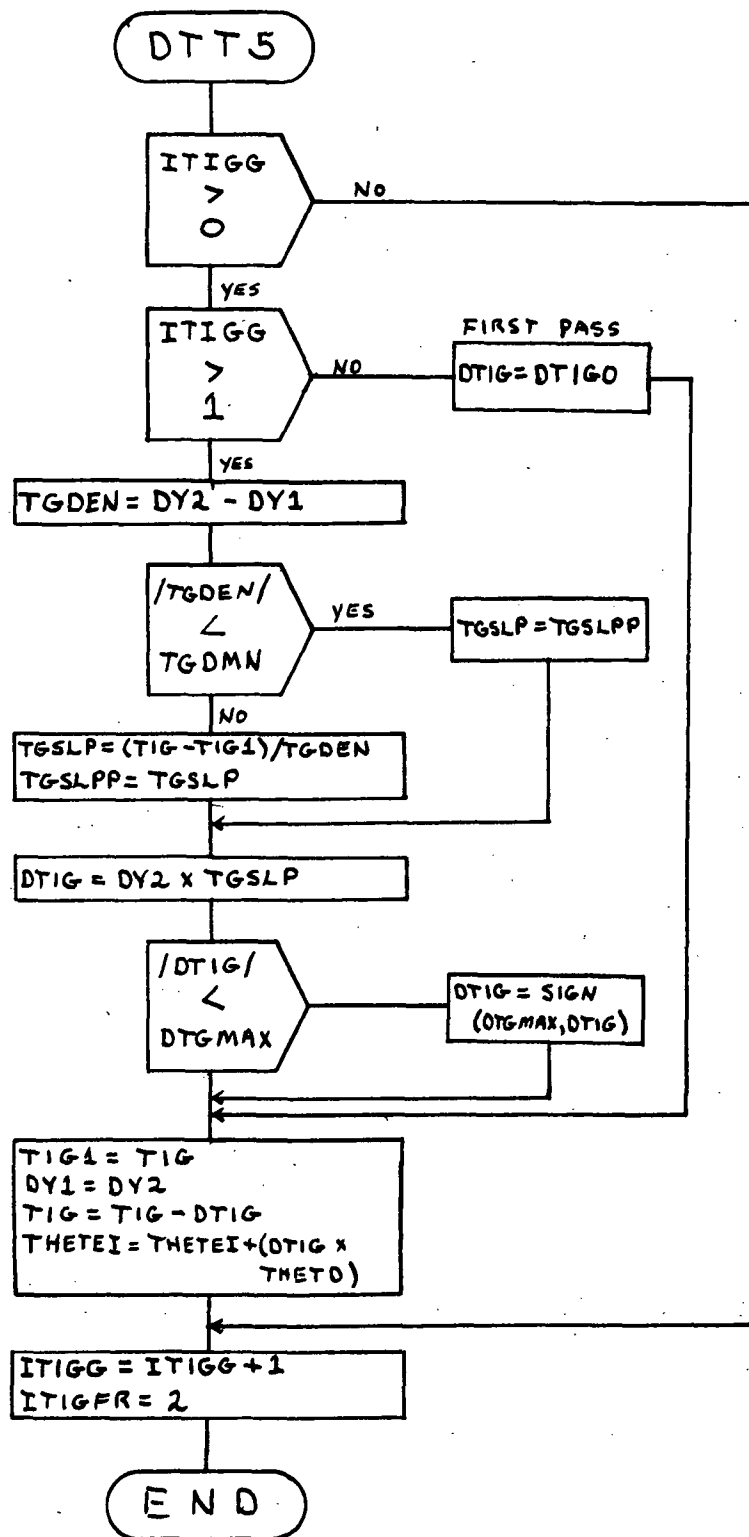 DTT5
ITIGG
>
0
NO
YES
ITIGG
>
1
NO
FIRST PASS
DTIG=DTIGO
YES
TGDEN = DY2 - DY1
/TGDEN/
<
TGDMN
YES
TGSLP=TGSLPP
NO
TGSLP=(TIG-TIG1)/TGDEN
TGSLPP=TGSLP
DTIG = DY2 x TGSLP
/DTIG/
<
DTGMAX
DTIG = SIGN
(DTGMAX,DTIG)
TIG1 = TIG
DY1 = DY2
TIG = TIG - DTIG
THETEI = THETEI+(DTIG x
THETD)
ITIGG = ITIGG + 1
ITIGFR = 2
END